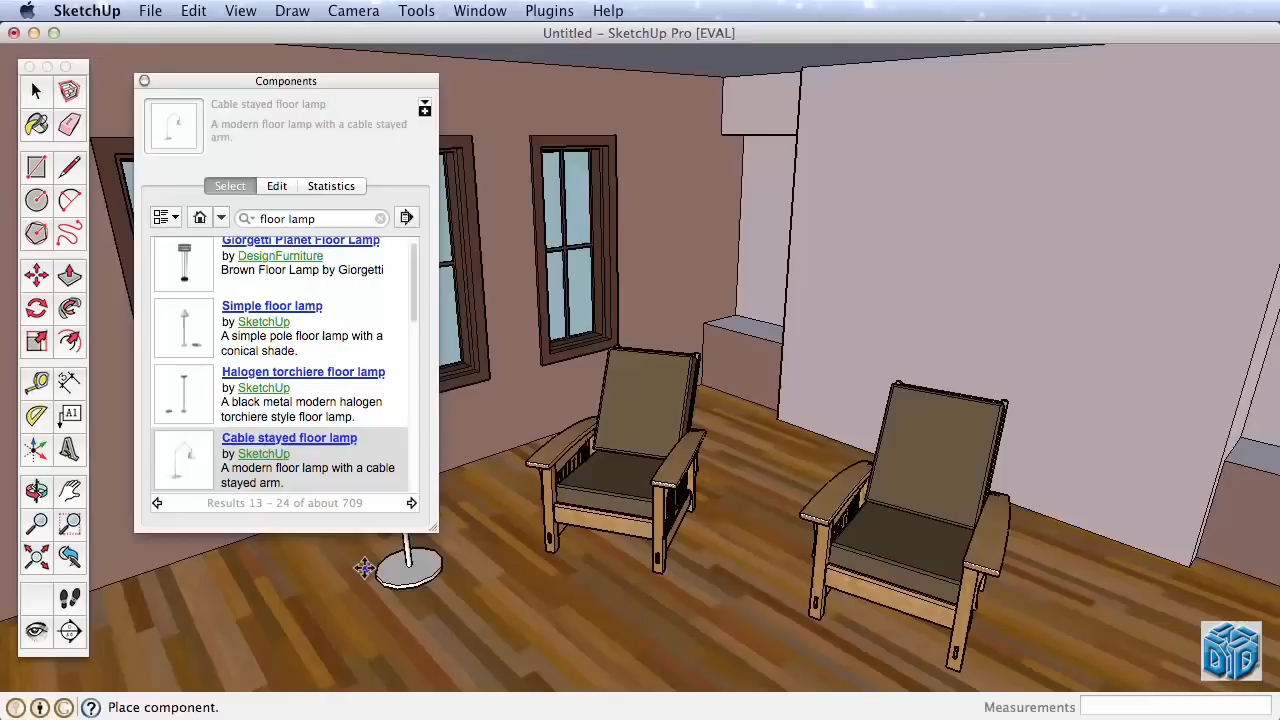 SketchUp File Edit View Draw Camera Tools Window Plugins Help
Untitled – SketchUp Pro [EVAL]
Components
Cable stayed floor lamp
A modern floor lamp with a cable stayed
arm.
Select Edit Statistics
floor lamp
Giorgetti Planet Floor Lamp
by DesignFurniture
Brown Floor Lamp by Giorgetti
Simple floor lamp
by SketchUp
A simple pole floor lamp with a
conical shade.
Halogen torchiere floor lamp
by SketchUp
A black metal modern halogen
torchiere style floor lamp.
Cable stayed floor lamp
by SketchUp
A modern floor lamp with a cable
stayed arm.
Results 13 – 24 of about 709
A1
Place component.
Measurements